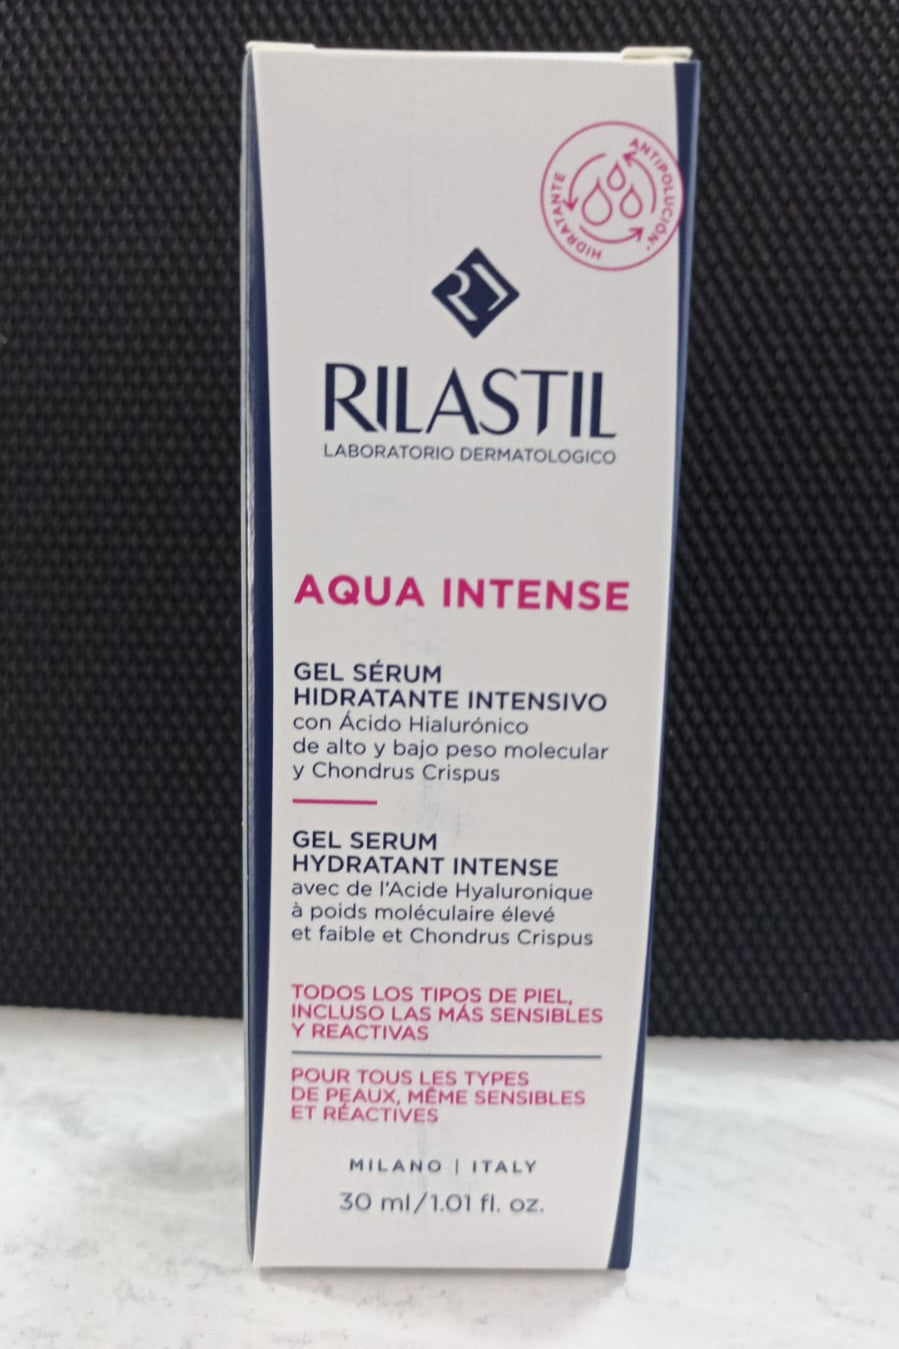 HIDRATANTE
ANTIPOLUCIÓN*
HIDRATANTE
RILASTIL
LABORATORIO DERMATOLOGICO
AQUA INTENSE
GEL SÉRUM
HIDRATANTE INTENSIVO
con Ácido Hialurónico
de alto y bajo peso molecular
y Chondrus Crispus
GEL SERUM
HYDRATANT INTENSE
avec de l'Acide Hyaluronique
à poids moléculaire élevé
et faible et Chondrus Crispus
TODOS LOS TIPOS DE PIEL,
INCLUSO LAS MÁS SENSIBLES
Y REACTIVAS
POUR TOUS LES TYPES
DE PEAUX, MÊME SENSIBLES
ET RÉACTIVES
MILANO | ITALY
30 ml/1.01 fl. oz.